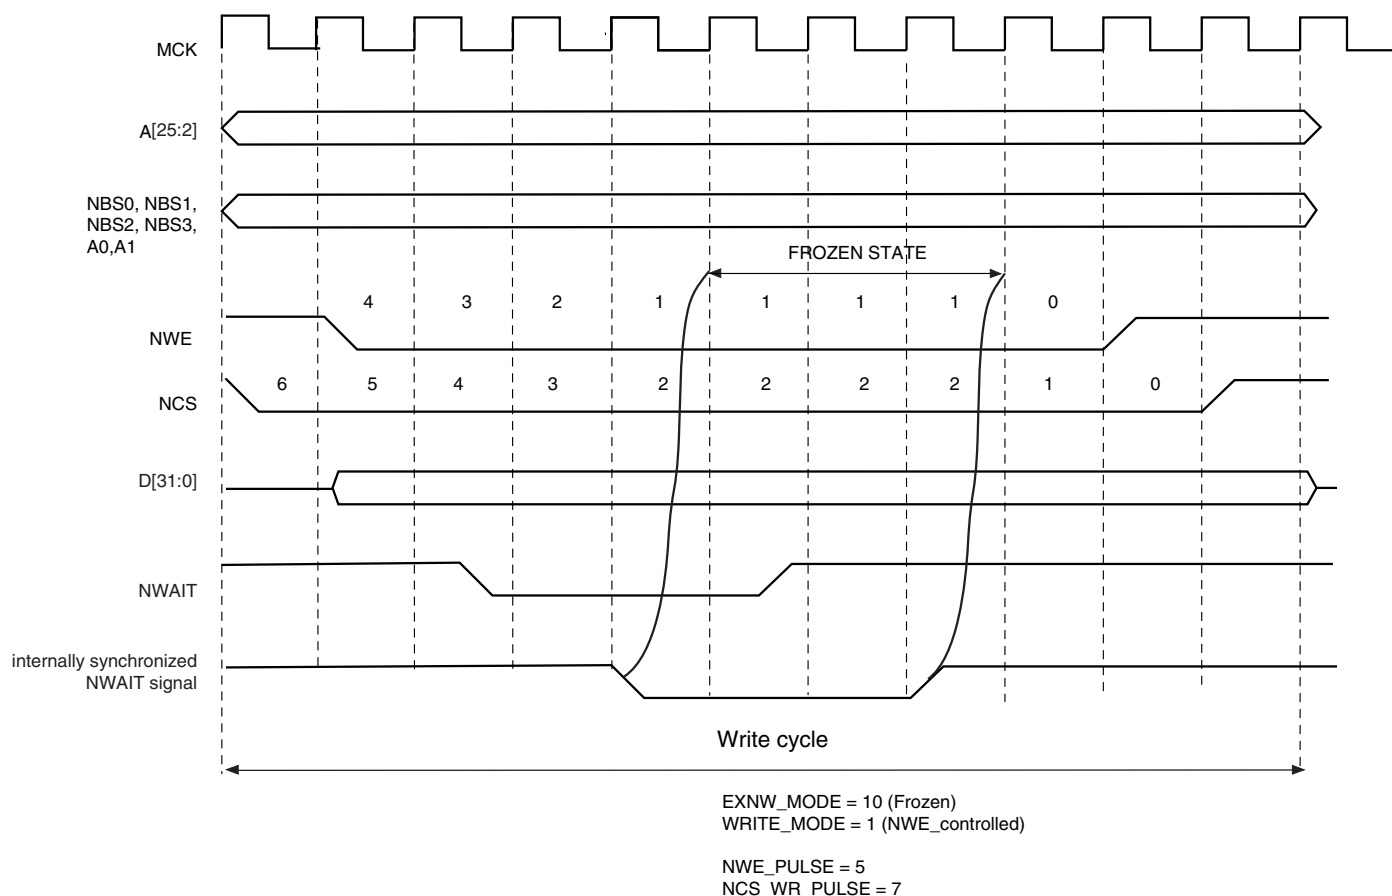 MCK
A[25:2]
NBS0, NBS1,
NBS2, NBS3,
A0,A1
FROZEN STATE
4 3 2 1 1 1 1 0
NWE
6 5 4 3 2 2 2 2 1 0
NCS
D[31:0]
NWAIT
internally synchronized
NWAIT signal
Write cycle
EXNW_MODE = 10 (Frozen)
WRITE_MODE = 1 (NWE_controlled)
NWE_PULSE = 5
NCS_WR_PULSE = 7